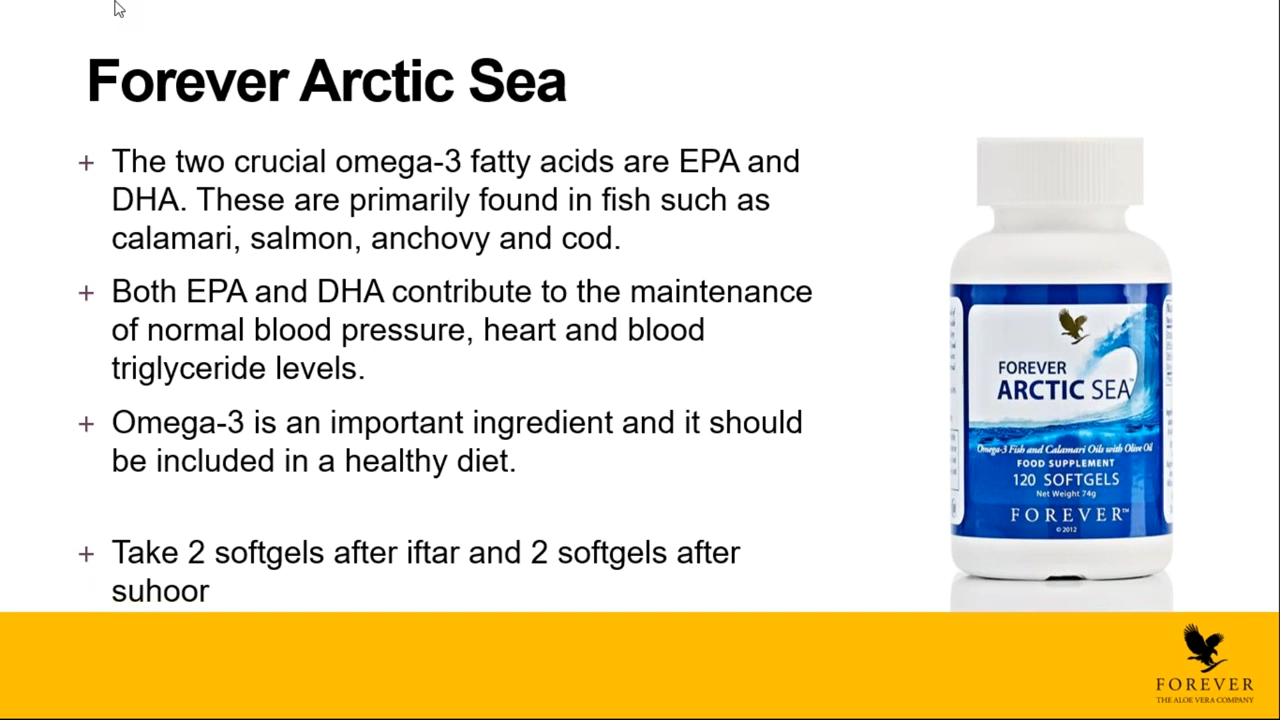 Forever Arctic Sea
+ The two crucial omega-3 fatty acids are EPA and
DHA. These are primarily found in fish such as
calamari, salmon, anchovy and cod.
+ Both EPA and DHA contribute to the maintenance
of normal blood pressure, heart and blood
triglyceride levels.
+ Omega-3 is an important ingredient and it should
be included in a healthy diet.
+ Take 2 softgels after iftar and 2 softgels after
suhoor
FOREVER
ARCTIC SEA™
Omega-3 Fish and Calamari Oils with Olive Oil
FOOD SUPPLEMENT
120 SOFTGELS
Net Weight 74g
FOREVER™
© 2012
FOREVER
THE ALOE VERA COMPANY